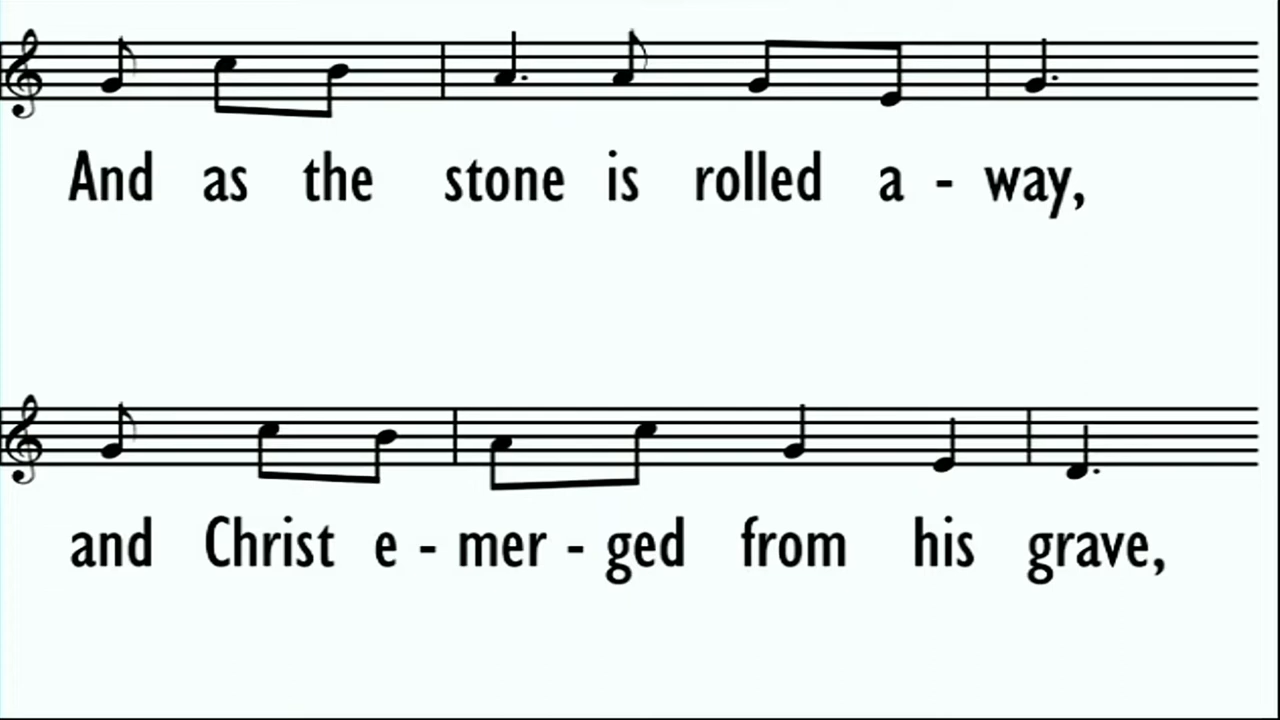 And as the stone is rolled a - way,
and Christ e - mer - ged from his grave,